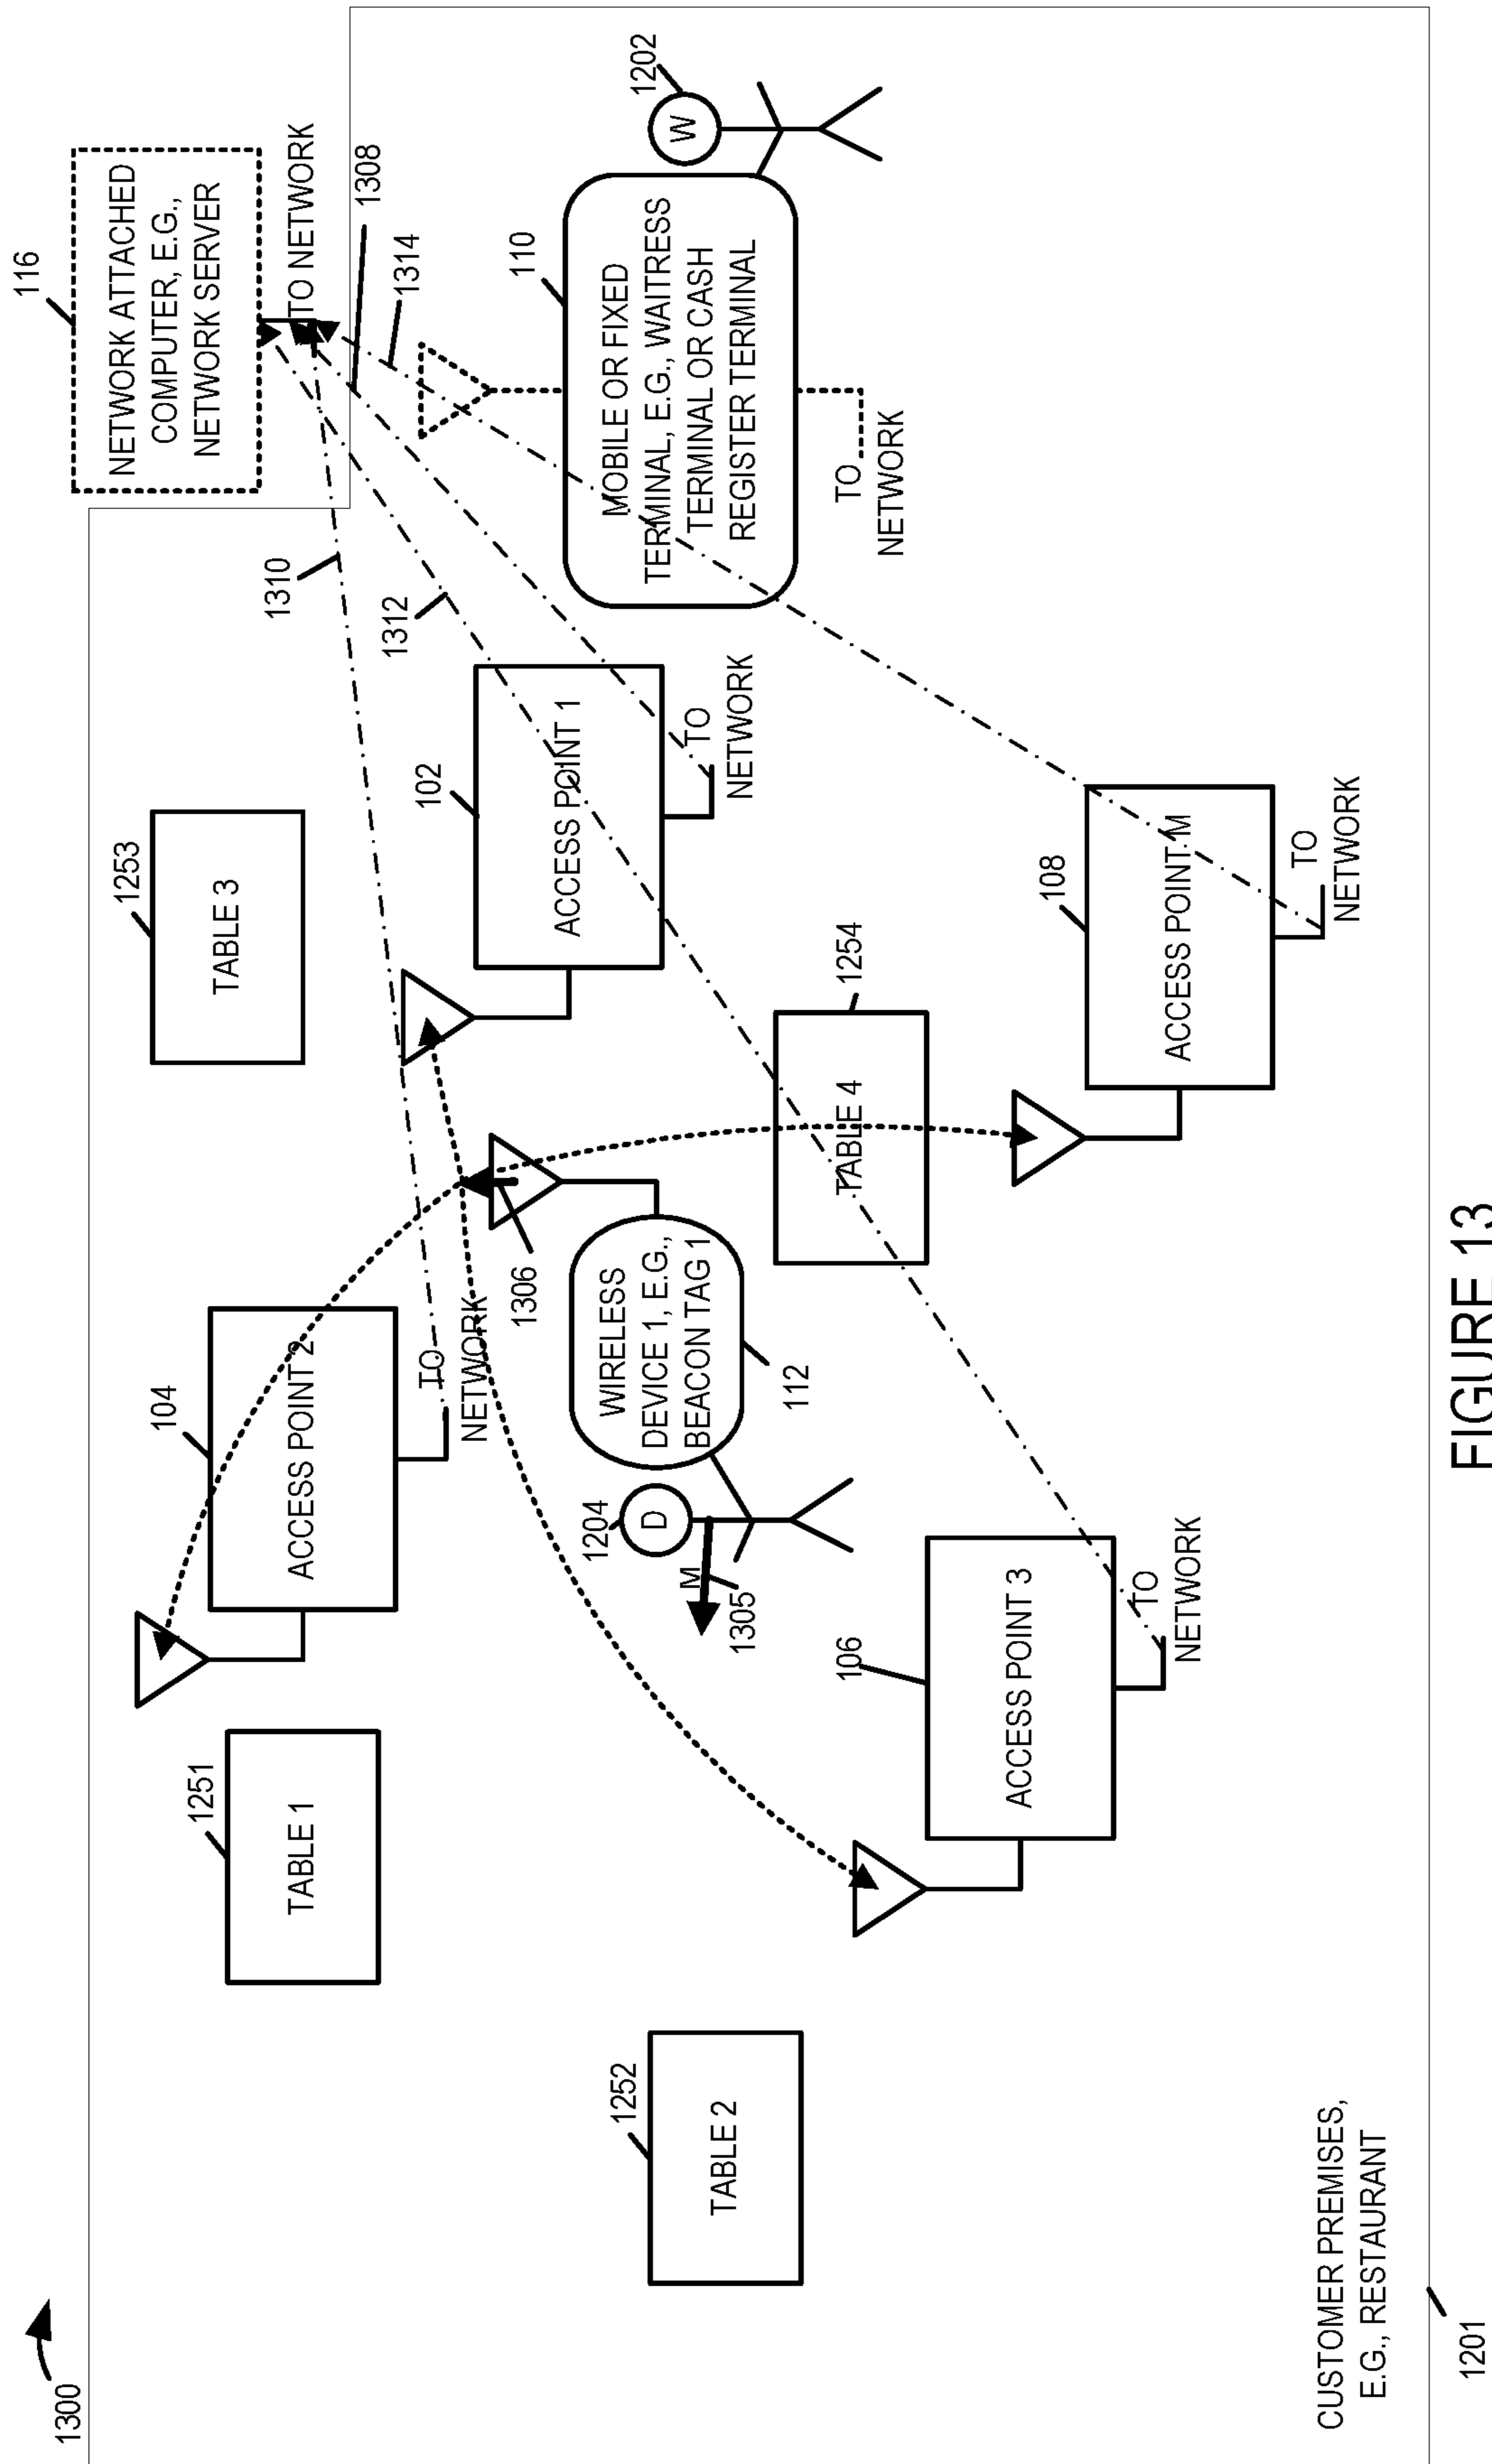 1300
116
NETWORK ATTACHED
COMPUTER, E.G.,
NETWORK SERVER
TO NETWORK
1308
1314
1310
1312
1202
W
110
MOBILE OR FIXED
TERMINAL, E.G., WAITRESS
TERMINAL OR CASH
REGISTER TERMINAL
TO
NETWORK
1251
TABLE 1
104
ACCESS POINT 2
TO
NETWORK
1253
TABLE 3
102
ACCESS POINT 1
TO
NETWORK
1306
WIRELESS
DEVICE 1, E.G.,
BEACON TAG 1
112
1204
D
M
1305
1252
TABLE 2
106
ACCESS POINT 3
TO
NETWORK
TABLE 4
1254
108
ACCESS POINT M
TO
NETWORK
CUSTOMER PREMISES,
E.G., RESTAURANT
1201
FIGURE 13